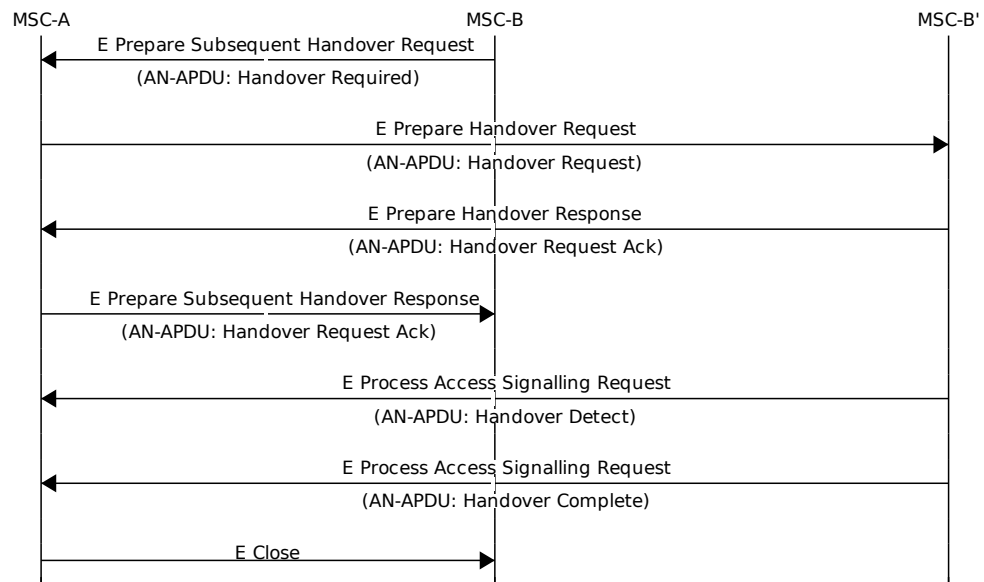 MSC-A MSC-B MSC-B'
E Prepare Subsequent Handover Request
(AN-APDU: Handover Required)
E Prepare Handover Request
(AN-APDU: Handover Request)
E Prepare Handover Response
(AN-APDU: Handover Request Ack)
E Prepare Subsequent Handover Response
(AN-APDU: Handover Request Ack)
E Process Access Signalling Request
(AN-APDU: Handover Detect)
E Process Access Signalling Request
(AN-APDU: Handover Complete)
E Close